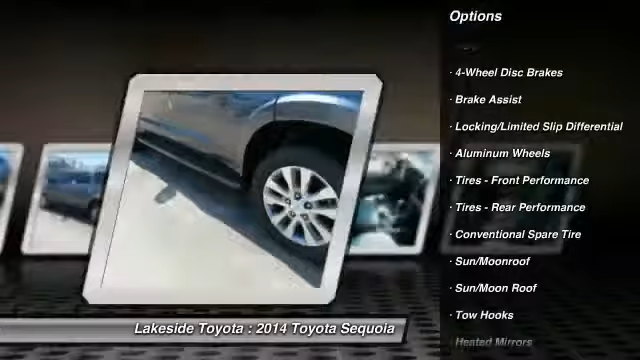 Options
· 4-Wheel Disc Brakes
· Brake Assist
· Locking/Limited Slip Differential
· Aluminum Wheels
· Tires - Front Performance
· Tires - Rear Performance
· Conventional Spare Tire
· Sun/Moonroof
· Sun/Moon Roof
· Tow Hooks
· Heated Mirrors
Lakeside Toyota : 2014 Toyota Sequoia